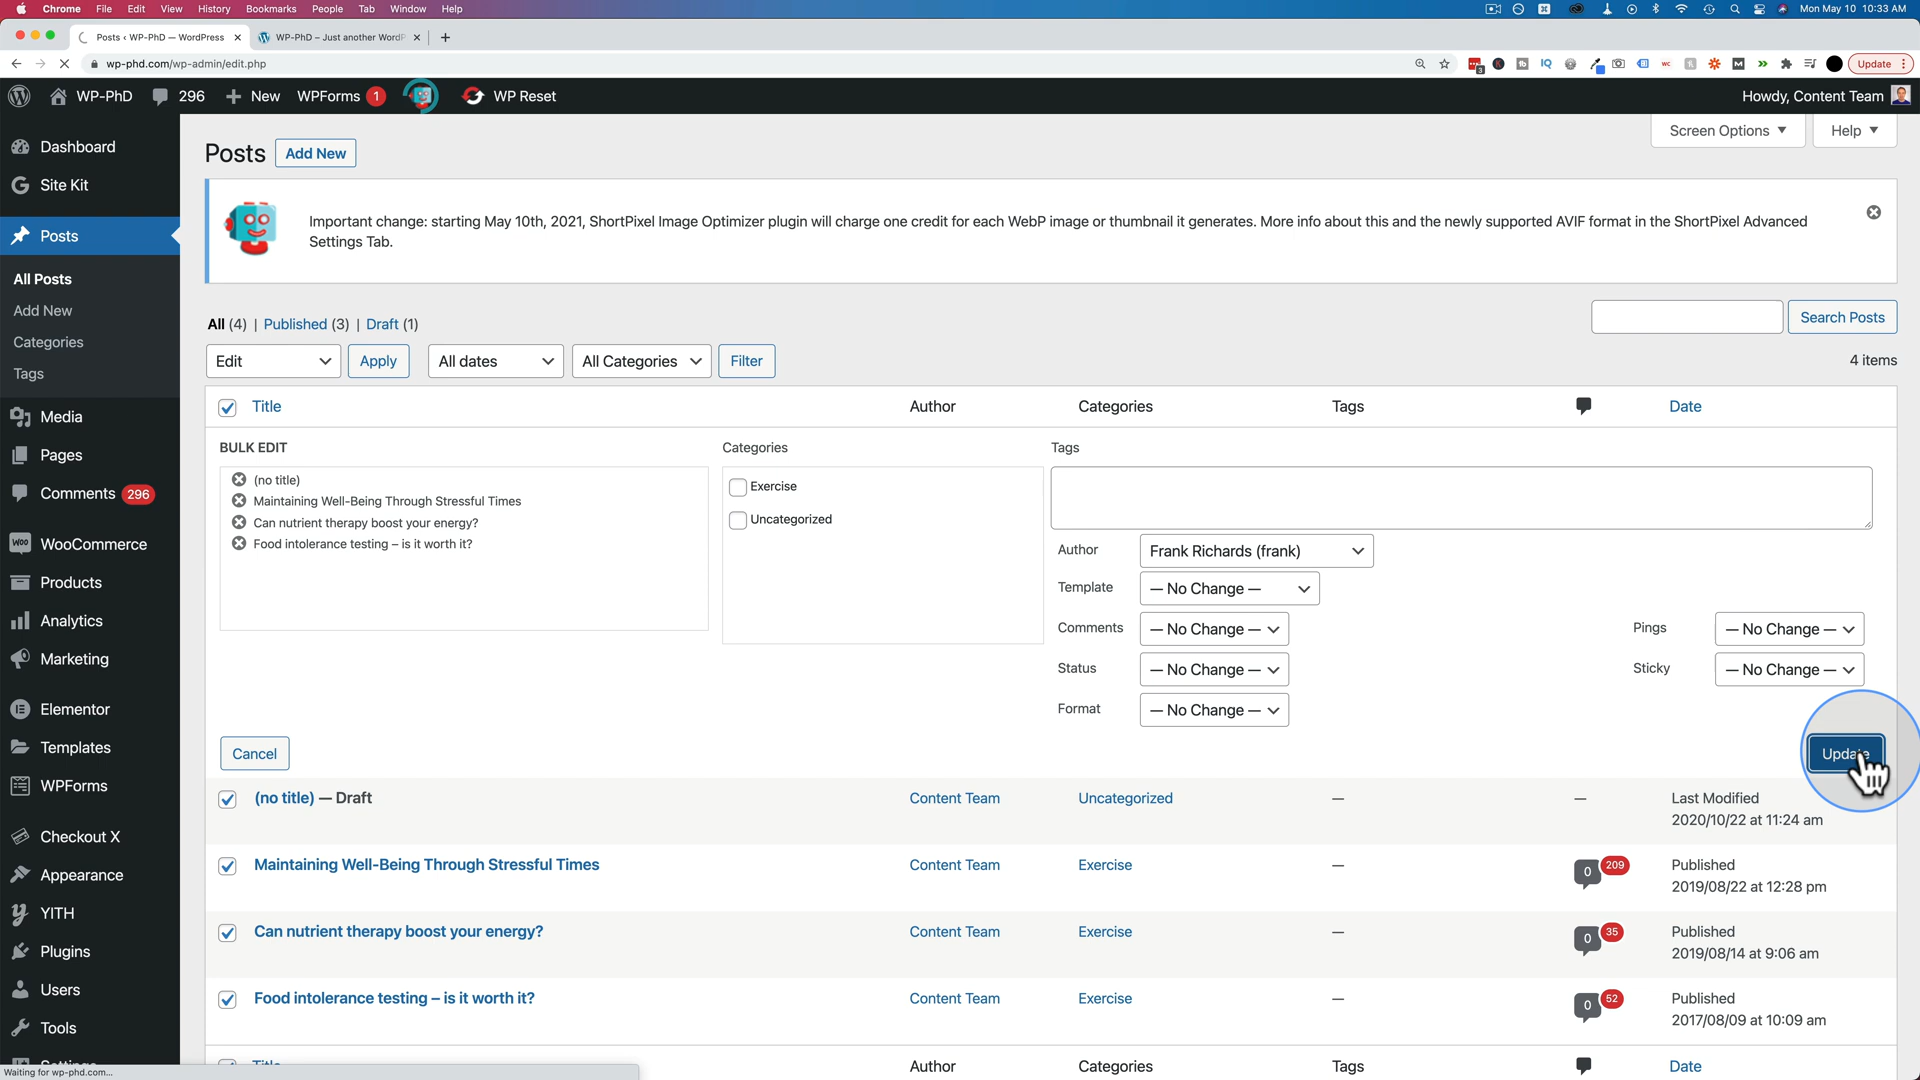 Chrome File Edit View History Bookmarks People Tab Window Help
Mon May 10 10:33 AM
Posts ‹ WP-PhD — WordPress
WP-PhD – Just another WordP
wp-phd.com/wp-admin/edit.php
Update
WP-PhD 296 New WPForms 1 WP Reset
Howdy, Content Team
Screen Options
Help
Dashboard
Site Kit
Posts
All Posts
Add New
Categories
Tags
Media
Pages
Comments 296
WooCommerce
Products
Analytics
Marketing
Elementor
Templates
WPForms
Checkout X
Appearance
YITH
Plugins
Users
Tools
Settings
Posts Add New
Important change: starting May 10th, 2021, ShortPixel Image Optimizer plugin will charge one credit for each WebP image or thumbnail it generates. More info about this and the newly supported AVIF format in the ShortPixel Advanced
Settings Tab.
All (4) | Published (3) | Draft (1)
Search Posts
Edit Apply All dates All Categories Filter
4 items
Title Author Categories Tags Date
BULK EDIT
(no title)
Maintaining Well-Being Through Stressful Times
Can nutrient therapy boost your energy?
Food intolerance testing – is it worth it?
Categories
Exercise
Uncategorized
Tags
Author Frank Richards (frank)
Template — No Change —
Comments — No Change — Pings — No Change —
Status — No Change — Sticky — No Change —
Format — No Change —
Cancel
Update
(no title) — Draft Content Team Uncategorized — — Last Modified
2020/10/22 at 11:24 am
Maintaining Well-Being Through Stressful Times Content Team Exercise — 0 209 Published
2019/08/22 at 12:28 pm
Can nutrient therapy boost your energy? Content Team Exercise — 0 35 Published
2019/08/14 at 9:06 am
Food intolerance testing – is it worth it? Content Team Exercise — 0 52 Published
2017/08/09 at 10:09 am
Title Author Categories Tags Date
Waiting for wp-phd.com...